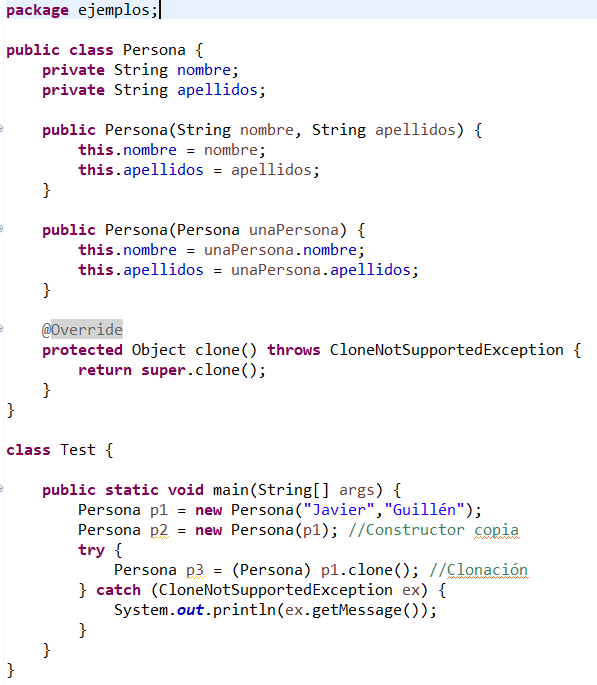 package ejemplos;
public class Persona {
    private String nombre;
    private String apellidos;
    public Persona(String nombre, String apellidos) {
        this.nombre = nombre;
        this.apellidos = apellidos;
    }
    public Persona(Persona unaPersona) {
        this.nombre = unaPersona.nombre;
        this.apellidos = unaPersona.apellidos;
    }
    @Override
    protected Object clone() throws CloneNotSupportedException {
        return super.clone();
    }
}
class Test {
    public static void main(String[] args) {
        Persona p1 = new Persona("Javier","Guillén");
        Persona p2 = new Persona(p1); //Constructor copia
        try {
            Persona p3 = (Persona) p1.clone(); //Clonación
        } catch (CloneNotSupportedException ex) {
            System.out.println(ex.getMessage());
        }
    }
}